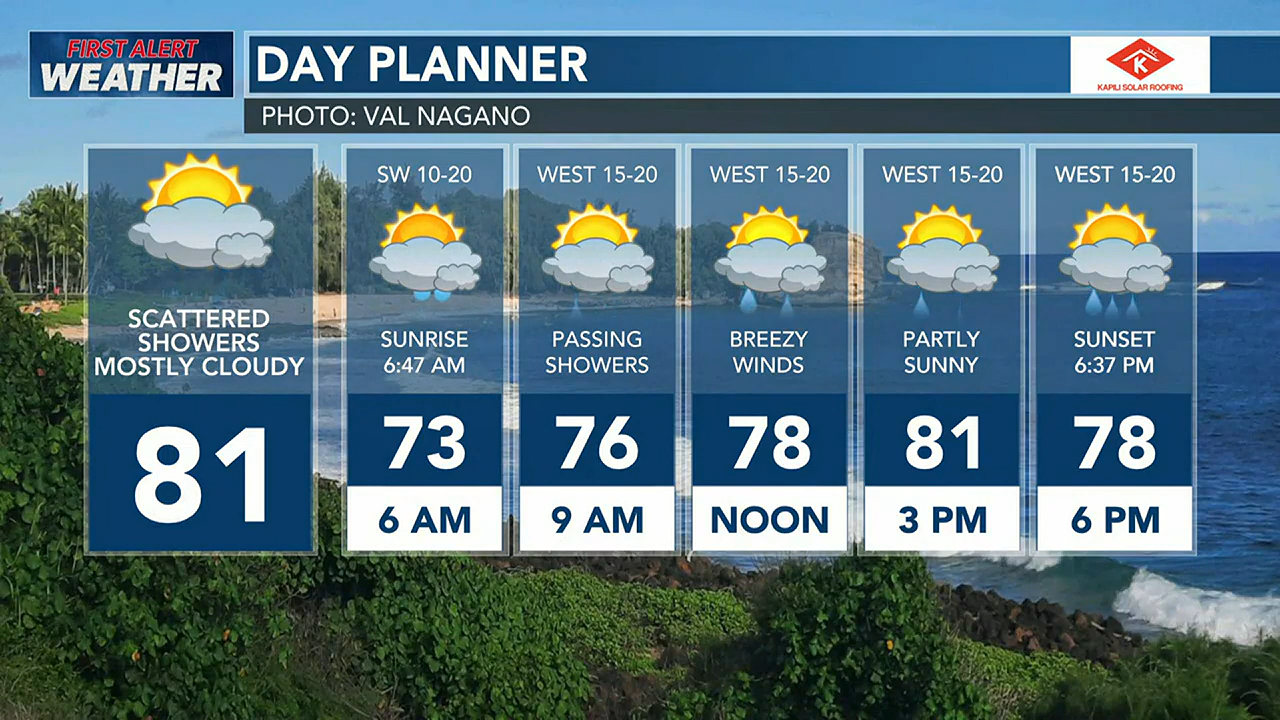 FIRST ALERT
WEATHER
DAY PLANNER
K
KAPILI SOLAR ROOFING
PHOTO: VAL NAGANO
SCATTERED
SHOWERS
MOSTLY CLOUDY
81
SW 10-20
SUNRISE
6:47 AM
73
6 AM
WEST 15-20
PASSING
SHOWERS
76
9 AM
WEST 15-20
BREEZY
WINDS
78
NOON
WEST 15-20
PARTLY
SUNNY
81
3 PM
WEST 15-20
SUNSET
6:37 PM
78
6 PM